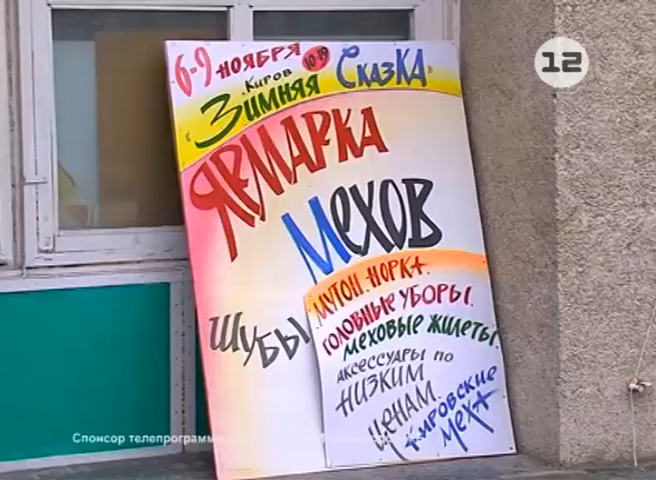 12
6-9 НОЯБРЯ 10-19
Киров
Зимняя Сказка
ЯРМАРКА
Мехов
ШУБЫ
МУТОН. НОРКА.
ГОЛОВНЫЕ УБОРЫ.
МЕХОВЫЕ ЖИЛЕТЫ.
АКСЕССУАРЫ ПО
НИЗКИМ
ЦЕНАМ.
Кировские
меха
Спонсор телепрограмм